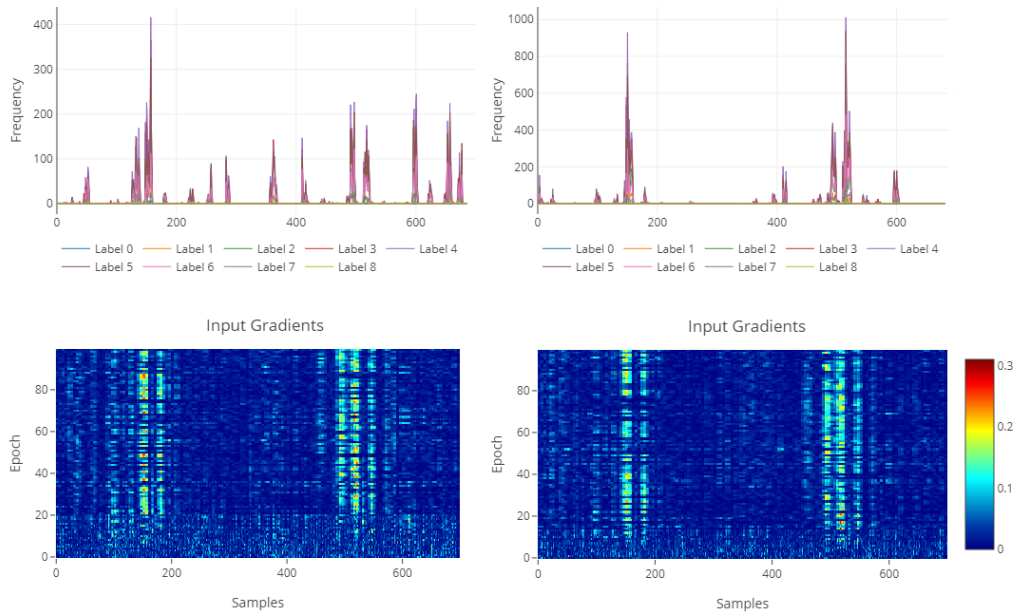 400
300
200
100
0
Frequency
0
200
400
600
Label 0
Label 1
Label 2
Label 3
Label 4
Label 5
Label 6
Label 7
Label 8
1000
800
600
400
200
0
Frequency
0
200
400
600
Label 0
Label 1
Label 2
Label 3
Label 4
Label 5
Label 6
Label 7
Label 8
Input Gradients
80
60
40
20
0
Epoch
0
200
400
600
Samples
Input Gradients
80
60
40
20
0
Epoch
0
200
400
600
Samples
0.3
0.2
0.1
0